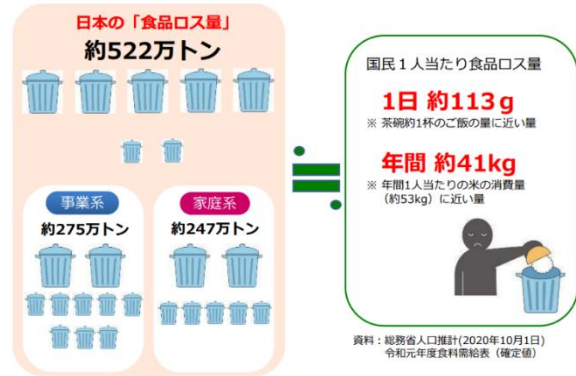 日本の「食品ロス量」
約522万トン
事業系
約275万トン
家庭系
約247万トン
国民1人当たり食品ロス量
1日 約113g
※ 茶碗約1杯のご飯の量に近い量
年間 約41kg
※ 年間1人当たりの米の消費量
（約53kg）に近い量
資料：総務省人口推計(2020年10月1日)
令和元年度食料需給表（確定値）